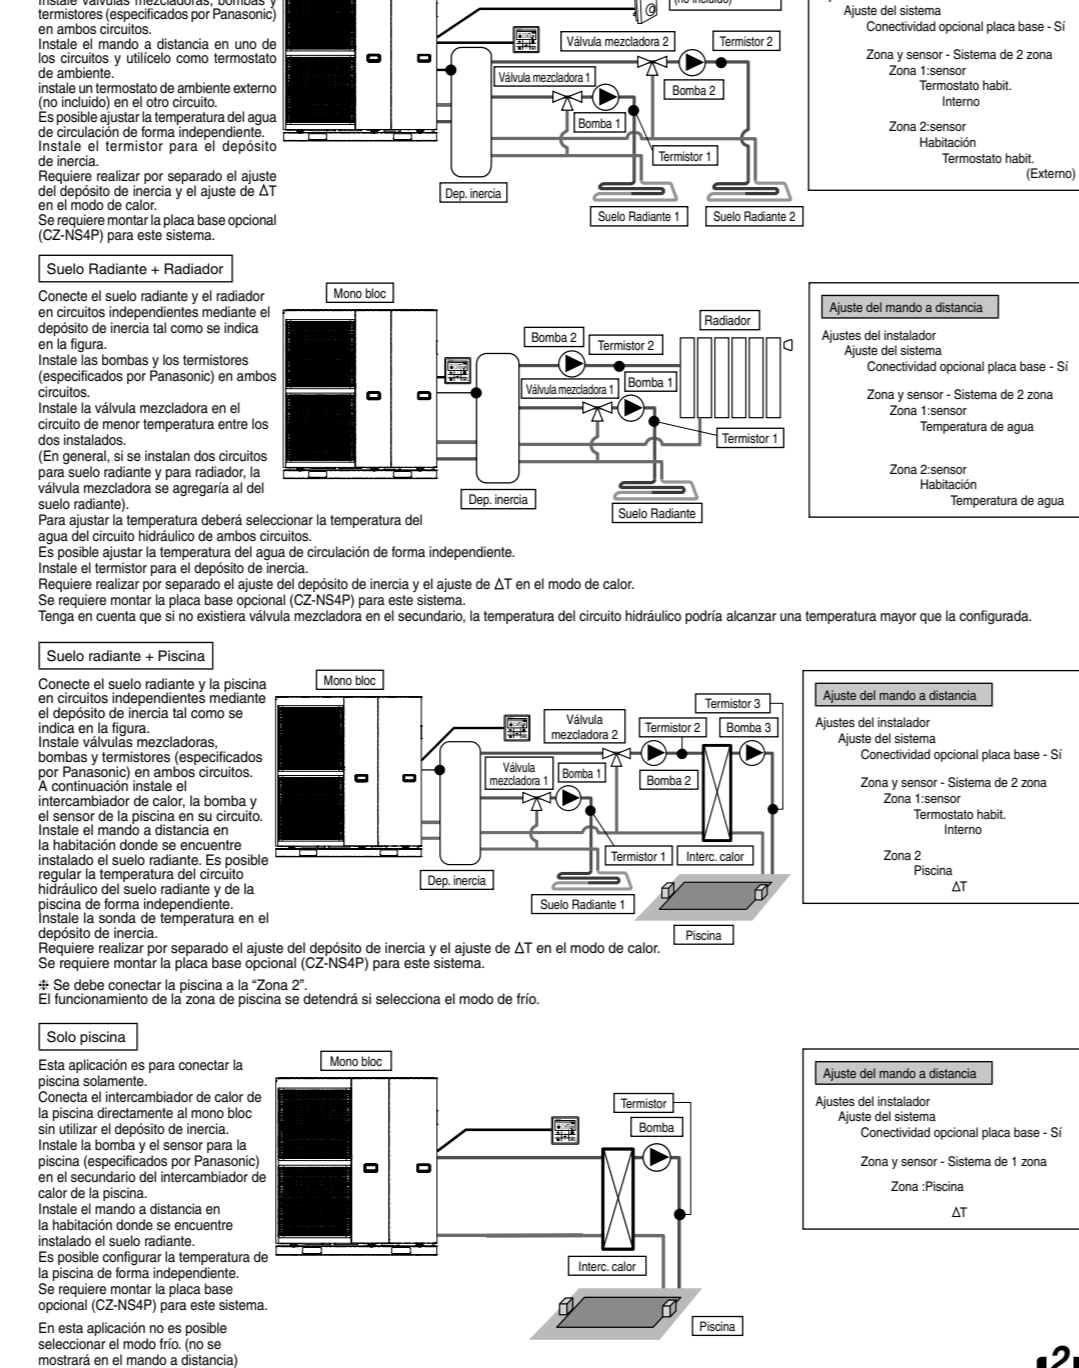 Instale válvulas mezcladoras, bombas y
termistores (especificados por Panasonic)
en ambos circuitos.
Instale el mando a distancia en uno de
los circuitos y utilícelo como termostato
de ambiente.
instale un termostato de ambiente externo
(no incluido) en el otro circuito.
Es posible ajustar la temperatura del agua
de circulación de forma independiente.
Instale el termistor para el depósito
de inercia.
Requiere realizar por separado el ajuste
del depósito de inercia y el ajuste de ΔT
en el modo de calor.
Se requiere montar la placa base opcional
(CZ-NS4P) para este sistema.
(no incluido)
Válvula mezcladora 2
Termistor 2
Válvula mezcladora 1
Bomba 2
Bomba 1
Termistor 1
Dep. inercia
Suelo Radiante 1
Suelo Radiante 2
Ajuste del sistema
Conectividad opcional placa base - Sí
Zona y sensor - Sistema de 2 zona
Zona 1:sensor
Termostato habit.
Interno
Zona 2:sensor
Habitación
Termostato habit.
(Externo)
Suelo Radiante + Radiador
Conecte el suelo radiante y el radiador
en circuitos independientes mediante el
depósito de inercia tal como se indica
en la figura.
Instale las bombas y los termistores
(especificados por Panasonic) en ambos
circuitos.
Instale la válvula mezcladora en el
circuito de menor temperatura entre los
dos instalados.
(En general, si se instalan dos circuitos
para suelo radiante y para radiador, la
válvula mezcladora se agregaría al del
suelo radiante).
Para ajustar la temperatura deberá seleccionar la temperatura del
agua del circuito hidráulico de ambos circuitos.
Es posible ajustar la temperatura del agua de circulación de forma independiente.
Instale el termistor para el depósito de inercia.
Requiere realizar por separado el ajuste del depósito de inercia y el ajuste de ΔT en el modo de calor.
Se requiere montar la placa base opcional (CZ-NS4P) para este sistema.
Tenga en cuenta que si no existiera válvula mezcladora en el secundario, la temperatura del circuito hidráulico podría alcanzar una temperatura mayor que la configurada.
Mono bloc
Radiador
Bomba 2
Termistor 2
Válvula mezcladora 1
Bomba 1
Termistor 1
Dep. inercia
Suelo Radiante
Ajuste del mando a distancia
Ajustes del instalador
Ajuste del sistema
Conectividad opcional placa base - Sí
Zona y sensor - Sistema de 2 zona
Zona 1:sensor
Temperatura de agua
Zona 2:sensor
Habitación
Temperatura de agua
Suelo radiante + Piscina
Conecte el suelo radiante y la piscina
en circuitos independientes mediante
el depósito de inercia tal como se
indica en la figura.
Instale válvulas mezcladoras,
bombas y termistores (especificados
por Panasonic) en ambos circuitos.
A continuación instale el
intercambiador de calor, la bomba y
el sensor de la piscina en su circuito.
Instale el mando a distancia en
la habitación donde se encuentre
instalado el suelo radiante. Es posible
regular la temperatura del circuito
hidráulico del suelo radiante y de la
piscina de forma independiente.
Instale la sonda de temperatura en el
depósito de inercia.
Requiere realizar por separado el ajuste del depósito de inercia y el ajuste de ΔT en el modo de calor.
Se requiere montar la placa base opcional (CZ-NS4P) para este sistema.
⁜ Se debe conectar la piscina a la “Zona 2”.
El funcionamiento de la zona de piscina se detendrá si selecciona el modo de frío.
Mono bloc
Termistor 3
Válvula
mezcladora 2
Termistor 2
Bomba 3
Válvula
mezcladora 1
Bomba 1
Bomba 2
Termistor 1
Interc. calor
Dep. inercia
Suelo Radiante 1
Piscina
Ajuste del mando a distancia
Ajustes del instalador
Ajuste del sistema
Conectividad opcional placa base - Sí
Zona y sensor - Sistema de 2 zona
Zona 1:sensor
Termostato habit.
Interno
Zona 2
Piscina
ΔT
Solo piscina
Esta aplicación es para conectar la
piscina solamente.
Conecta el intercambiador de calor de
la piscina directamente al mono bloc
sin utilizar el depósito de inercia.
Instale la bomba y el sensor para la
piscina (especificados por Panasonic)
en el secundario del intercambiador de
calor de la piscina.
Instale el mando a distancia en
la habitación donde se encuentre
instalado el suelo radiante.
Es posible configurar la temperatura de
la piscina de forma independiente.
Se requiere montar la placa base
opcional (CZ-NS4P) para este sistema.
En esta aplicación no es posible
seleccionar el modo frío. (no se
mostrará en el mando a distancia)
Mono bloc
Termistor
Bomba
Interc. calor
Piscina
Ajuste del mando a distancia
Ajustes del instalador
Ajuste del sistema
Conectividad opcional placa base - Sí
Zona y sensor - Sistema de 1 zona
Zona :Piscina
ΔT